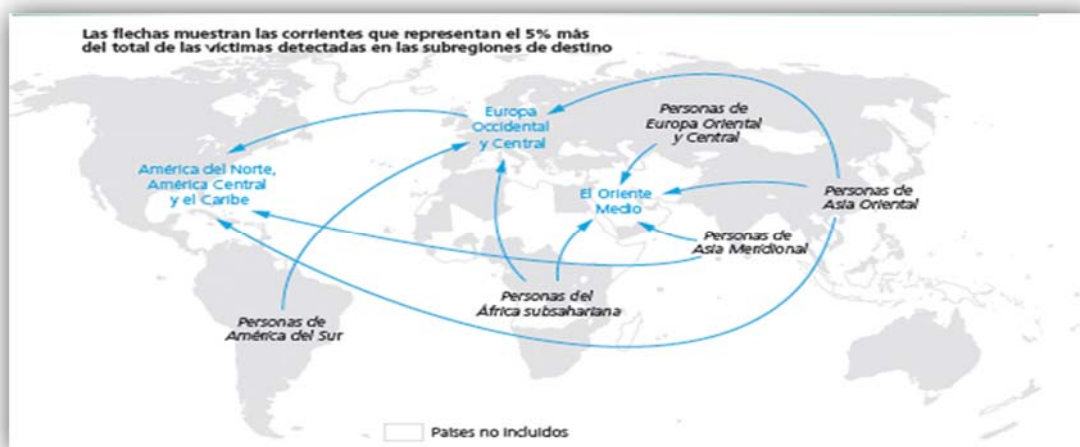 Las flechas muestran las corrientes que representan el 5% más
del total de las víctimas detectadas en las subregiones de destino
Europa
Occidental
y Central
Personas de
Europa Oriental
y Central
América del Norte,
América Central
y el Caribe
El Oriente
Medio
Personas de
Asia Oriental
Personas de
Asia Meridional
Personas del
África subsahariana
Personas de
América del Sur
Países no incluidos